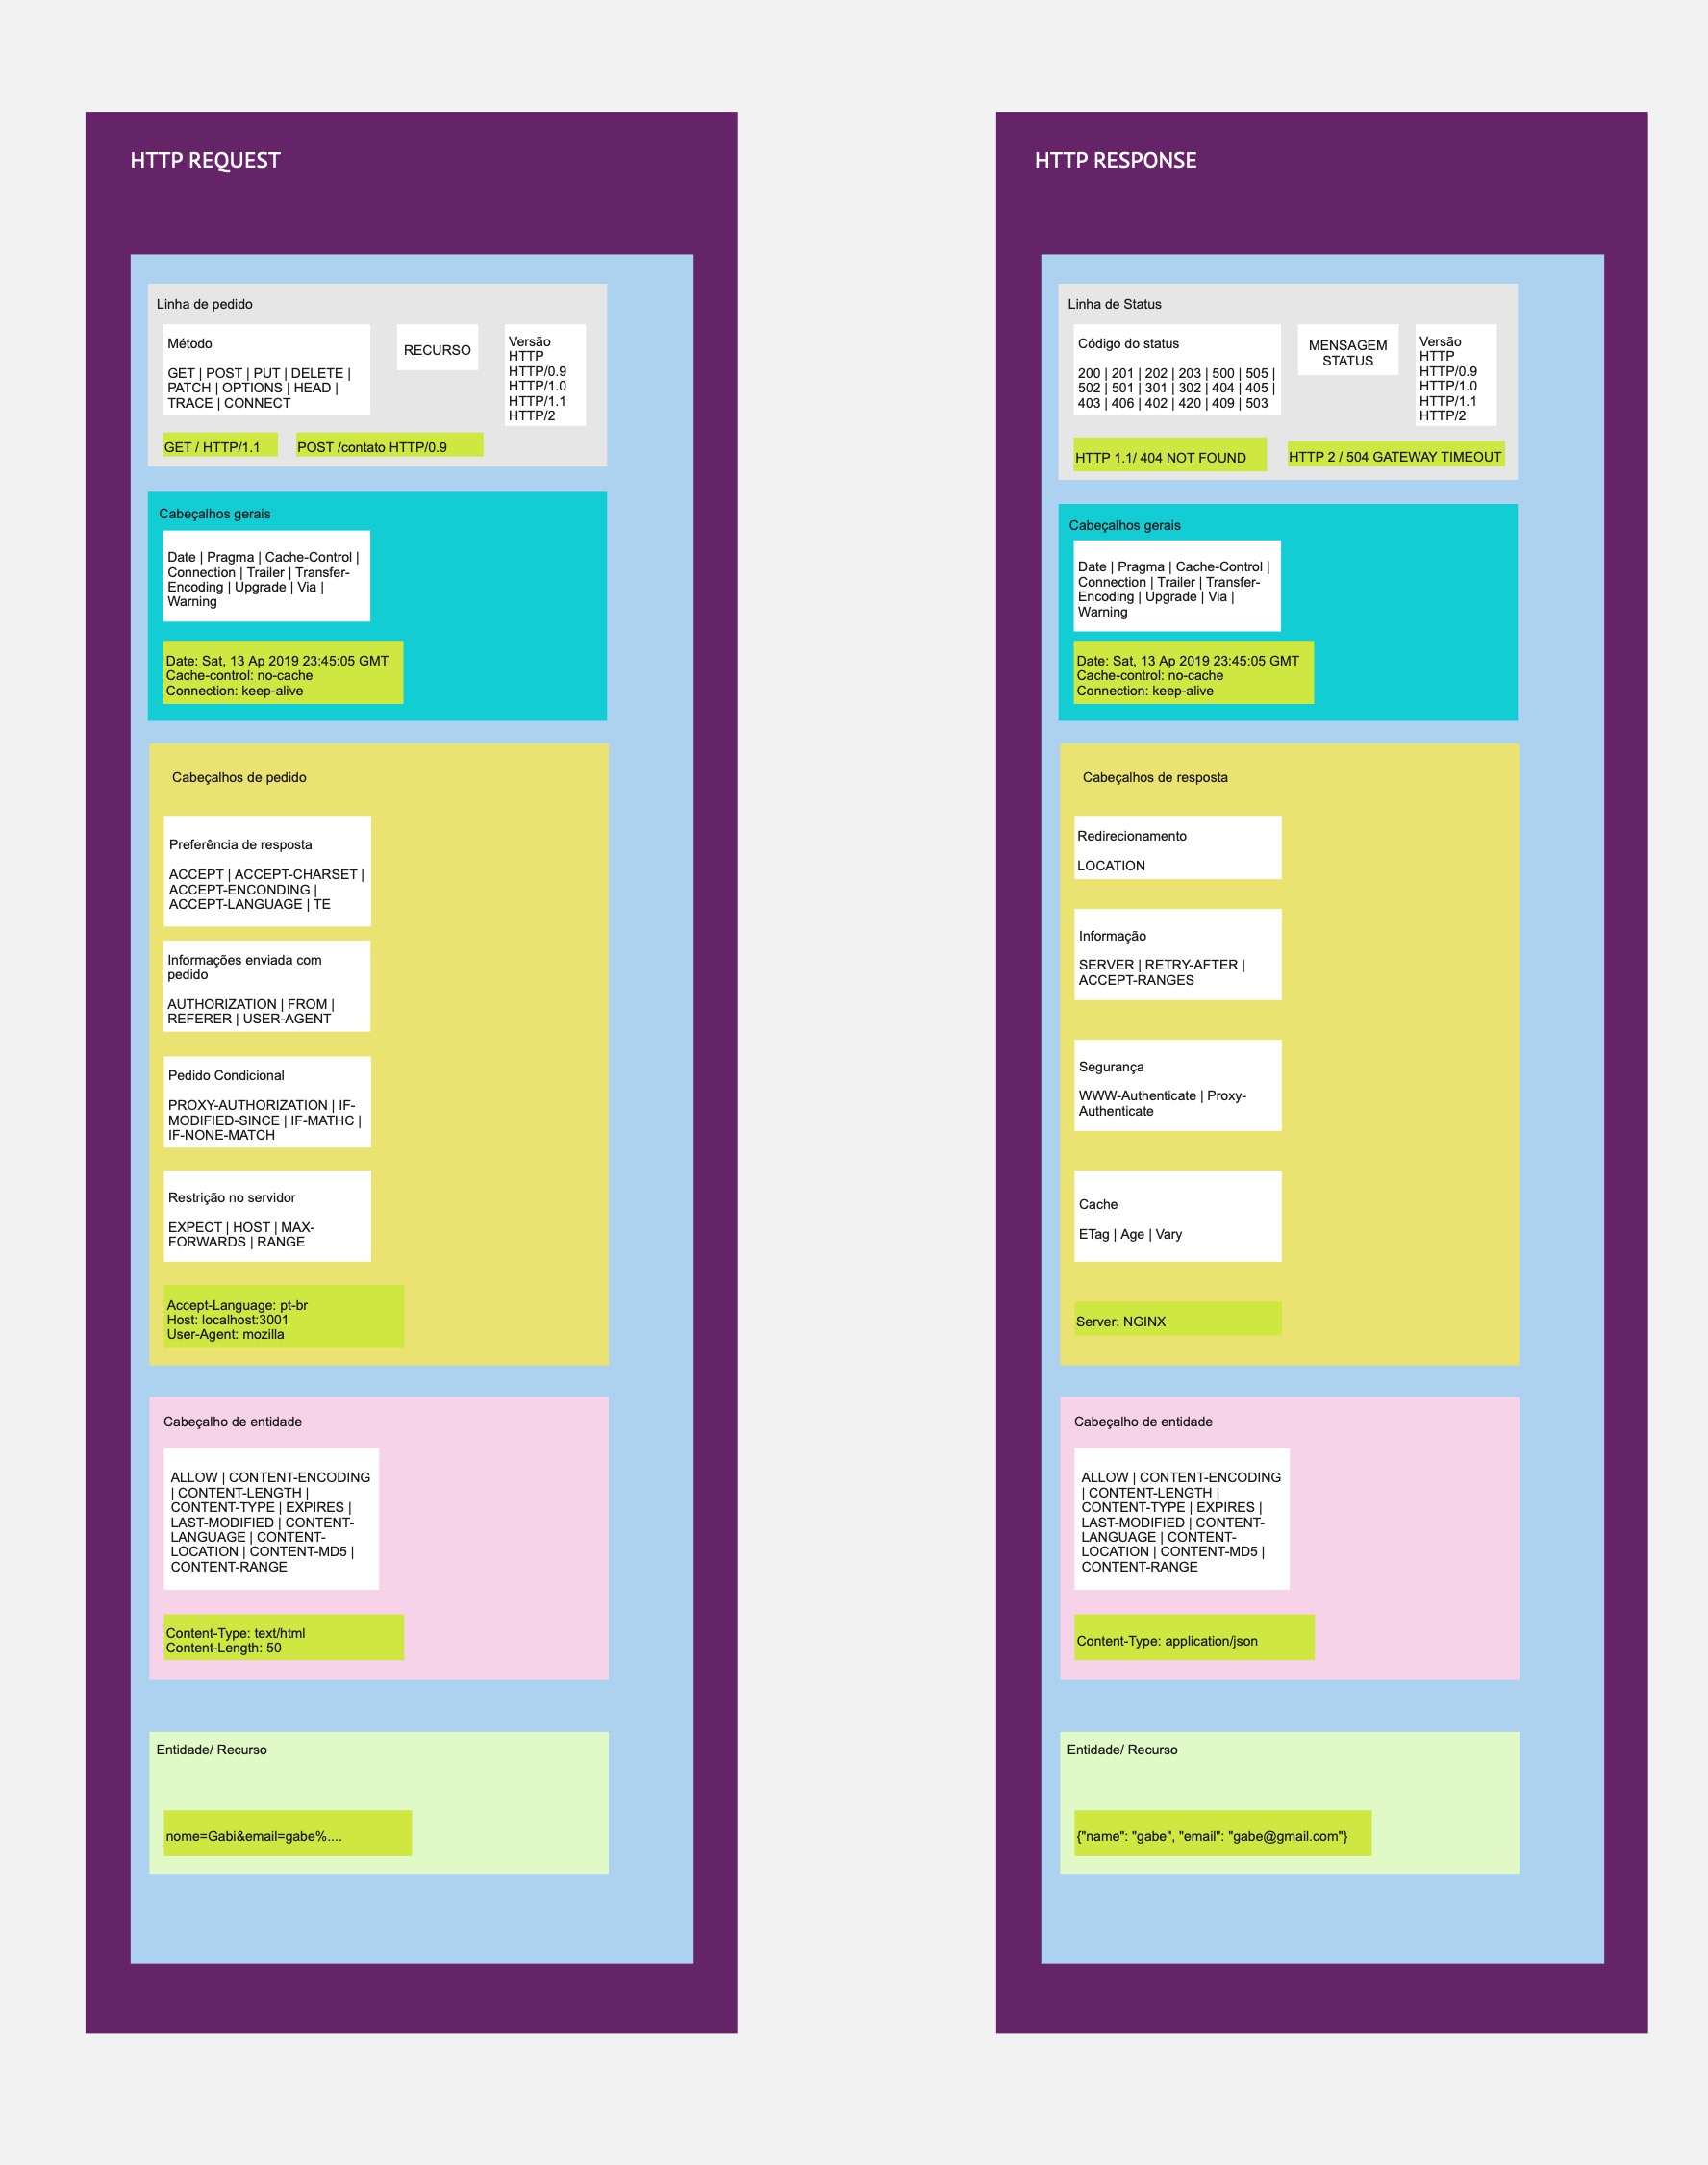 HTTP REQUEST
Linha de pedido
Método
GET | POST | PUT | DELETE |
PATCH | OPTIONS | HEAD |
TRACE | CONNECT
RECURSO
Versão
HTTP
HTTP/0.9
HTTP/1.0
HTTP/1.1
HTTP/2
GET / HTTP/1.1
POST /contato HTTP/0.9
Cabeçalhos gerais
Date | Pragma | Cache-Control |
Connection | Trailer | Transfer-
Encoding | Upgrade | Via |
Warning
Date: Sat, 13 Ap 2019 23:45:05 GMT
Cache-control: no-cache
Connection: keep-alive
Cabeçalhos de pedido
Preferência de resposta
ACCEPT | ACCEPT-CHARSET |
ACCEPT-ENCONDING |
ACCEPT-LANGUAGE | TE
Informações enviada com
pedido
AUTHORIZATION | FROM |
REFERER | USER-AGENT
Pedido Condicional
PROXY-AUTHORIZATION | IF-
MODIFIED-SINCE | IF-MATHC |
IF-NONE-MATCH
Restrição no servidor
EXPECT | HOST | MAX-
FORWARDS | RANGE
Accept-Language: pt-br
Host: localhost:3001
User-Agent: mozilla
Cabeçalho de entidade
ALLOW | CONTENT-ENCODING
| CONTENT-LENGTH |
CONTENT-TYPE | EXPIRES |
LAST-MODIFIED | CONTENT-
LANGUAGE | CONTENT-
LOCATION | CONTENT-MD5 |
CONTENT-RANGE
Content-Type: text/html
Content-Length: 50
Entidade/ Recurso
nome=Gabi&email=gabe%....
HTTP RESPONSE
Linha de Status
Código do status
200 | 201 | 202 | 203 | 500 | 505 |
502 | 501 | 301 | 302 | 404 | 405 |
403 | 406 | 402 | 420 | 409 | 503
MENSAGEM
STATUS
Versão
HTTP
HTTP/0.9
HTTP/1.0
HTTP/1.1
HTTP/2
HTTP 1.1/ 404 NOT FOUND
HTTP 2 / 504 GATEWAY TIMEOUT
Cabeçalhos gerais
Date | Pragma | Cache-Control |
Connection | Trailer | Transfer-
Encoding | Upgrade | Via |
Warning
Date: Sat, 13 Ap 2019 23:45:05 GMT
Cache-control: no-cache
Connection: keep-alive
Cabeçalhos de resposta
Redirecionamento
LOCATION
Informação
SERVER | RETRY-AFTER |
ACCEPT-RANGES
Segurança
WWW-Authenticate | Proxy-
Authenticate
Cache
ETag | Age | Vary
Server: NGINX
Cabeçalho de entidade
ALLOW | CONTENT-ENCODING
| CONTENT-LENGTH |
CONTENT-TYPE | EXPIRES |
LAST-MODIFIED | CONTENT-
LANGUAGE | CONTENT-
LOCATION | CONTENT-MD5 |
CONTENT-RANGE
Content-Type: application/json
Entidade/ Recurso
{"name": "gabe", "email": "gabe@gmail.com"}